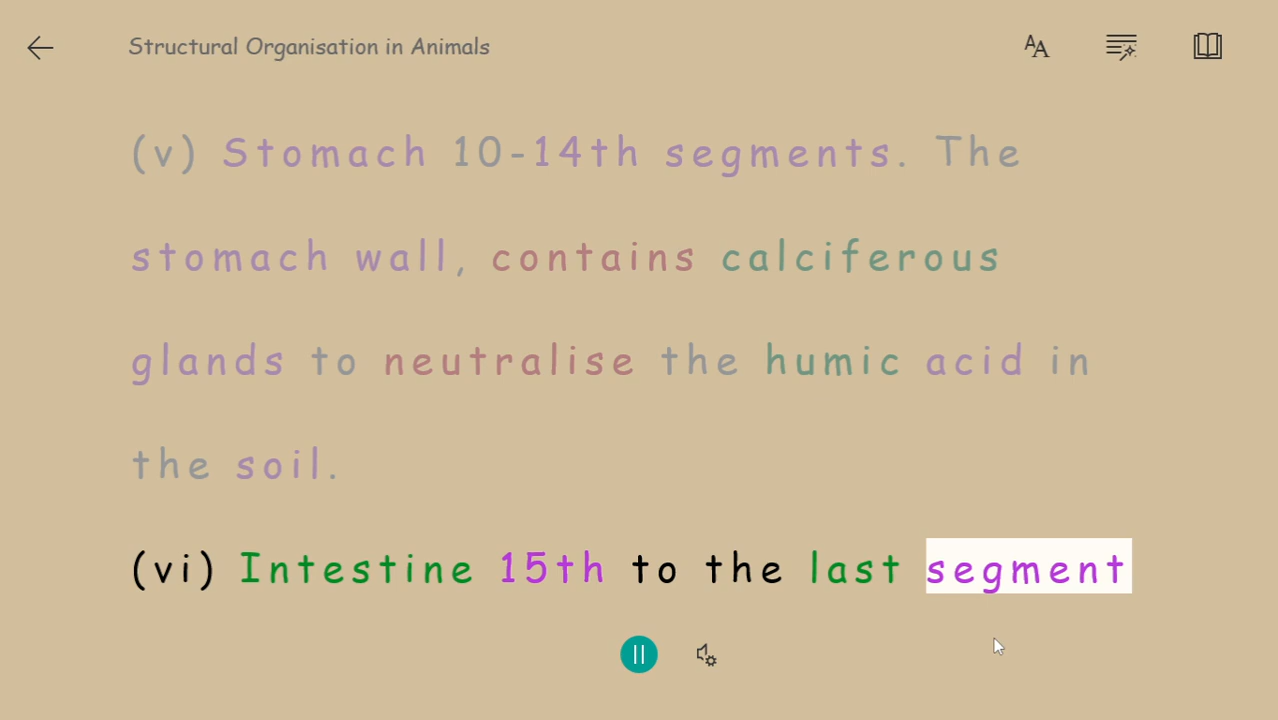 Structural Organisation in Animals
(v) Stomach 10-14th segments. The
stomach wall, contains calciferous
glands to neutralise the humic acid in
the soil.
(vi) Intestine 15th to the last segment